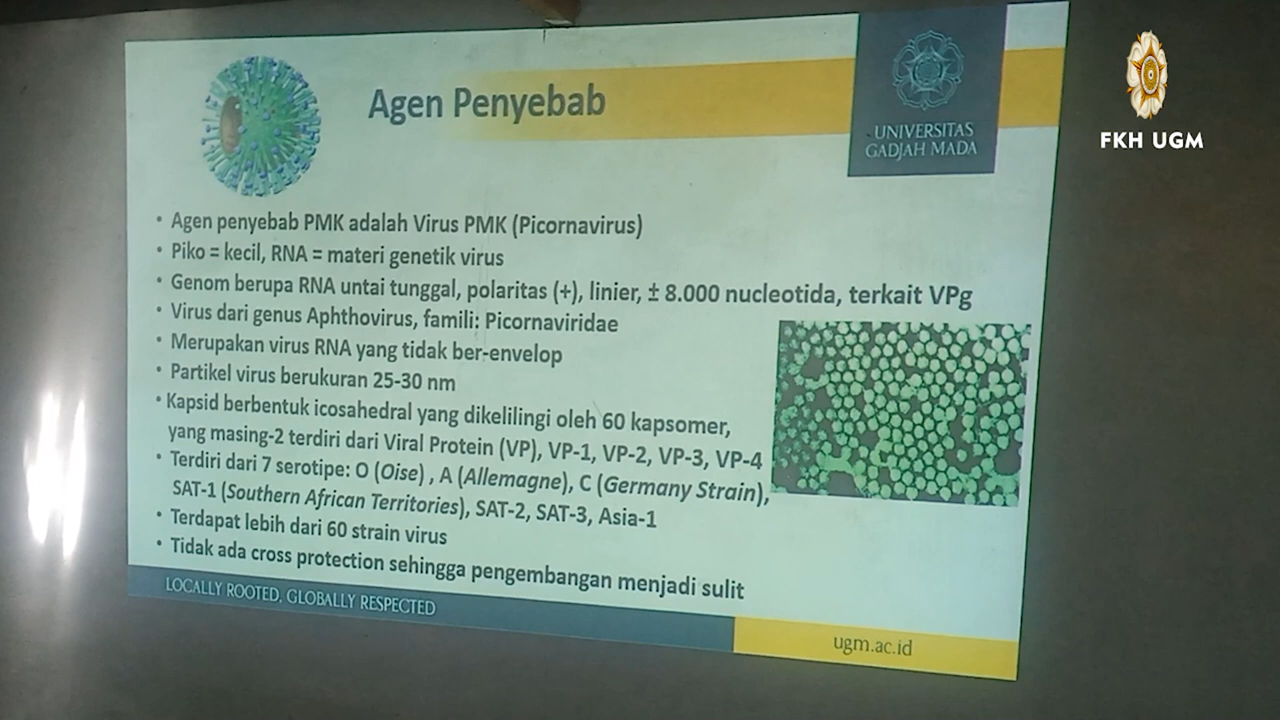 Agen Penyebab
UNIVERSITAS
GADJAH MADA
FKH UGM
• Agen penyebab PMK adalah Virus PMK (Picornavirus)
• Piko = kecil, RNA = materi genetik virus
• Genom berupa RNA untai tunggal, polaritas (+), linier, ± 8.000 nucleotida, terkait VPg
• Virus dari genus Aphthovirus, famili: Picornaviridae
• Merupakan virus RNA yang tidak ber-envelop
• Partikel virus berukuran 25-30 nm
• Kapsid berbentuk icosahedral yang dikelilingi oleh 60 kapsomer,
yang masing-2 terdiri dari Viral Protein (VP), VP-1, VP-2, VP-3, VP-4
• Terdiri dari 7 serotipe: O (Oise) , A (Allemagne), C (Germany Strain),
SAT-1 (Southern African Territories), SAT-2, SAT-3, Asia-1
• Terdapat lebih dari 60 strain virus
• Tidak ada cross protection sehingga pengembangan menjadi sulit
LOCALLY ROOTED, GLOBALLY RESPECTED
ugm.ac.id